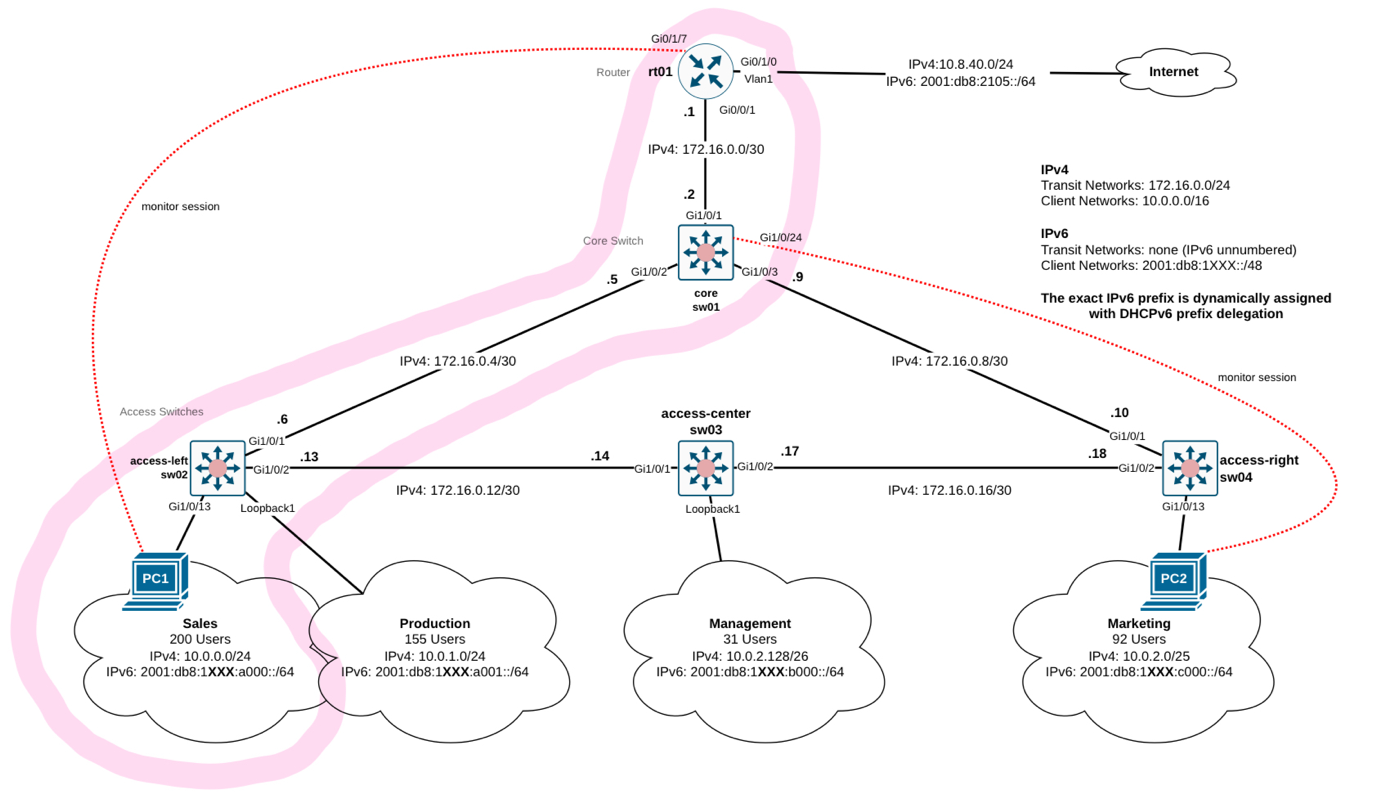 Gi0/1/7
Router
rt01
Gi0/1/0
Vlan1
IPv4:10.8.40.0/24
IPv6: 2001:db8:2105::/64
Internet
.1
Gi0/0/1
IPv4: 172.16.0.0/30
.2
Gi1/0/1
IPv4
Transit Networks: 172.16.0.0/24
Client Networks: 10.0.0.0/16
IPv6
Transit Networks: none (IPv6 unnumbered)
Client Networks: 2001:db8:1XXX::/48
The exact IPv6 prefix is dynamically assigned
with DHCPv6 prefix delegation
monitor session
Core Switch
Gi1/0/24
Gi1/0/2
Gi1/0/3
.5
.9
core
sw01
IPv4: 172.16.0.4/30
IPv4: 172.16.0.8/30
monitor session
Access Switches
.6
Gi1/0/1
access-left
sw02
Gi1/0/2
.13
IPv4: 172.16.0.12/30
.14
access-center
sw03
Gi1/0/1
Gi1/0/2
.17
IPv4: 172.16.0.16/30
.18
.10
Gi1/0/1
Gi1/0/2
access-right
sw04
Gi1/0/13
Loopback1
Loopback1
Gi1/0/13
PC1
Sales
200 Users
IPv4: 10.0.0.0/24
IPv6: 2001:db8:1XXX:a000::/64
Production
155 Users
IPv4: 10.0.1.0/24
IPv6: 2001:db8:1XXX:a001::/64
Management
31 Users
IPv4: 10.0.2.128/26
IPv6: 2001:db8:1XXX:b000::/64
PC2
Marketing
92 Users
IPv4: 10.0.2.0/25
IPv6: 2001:db8:1XXX:c000::/64